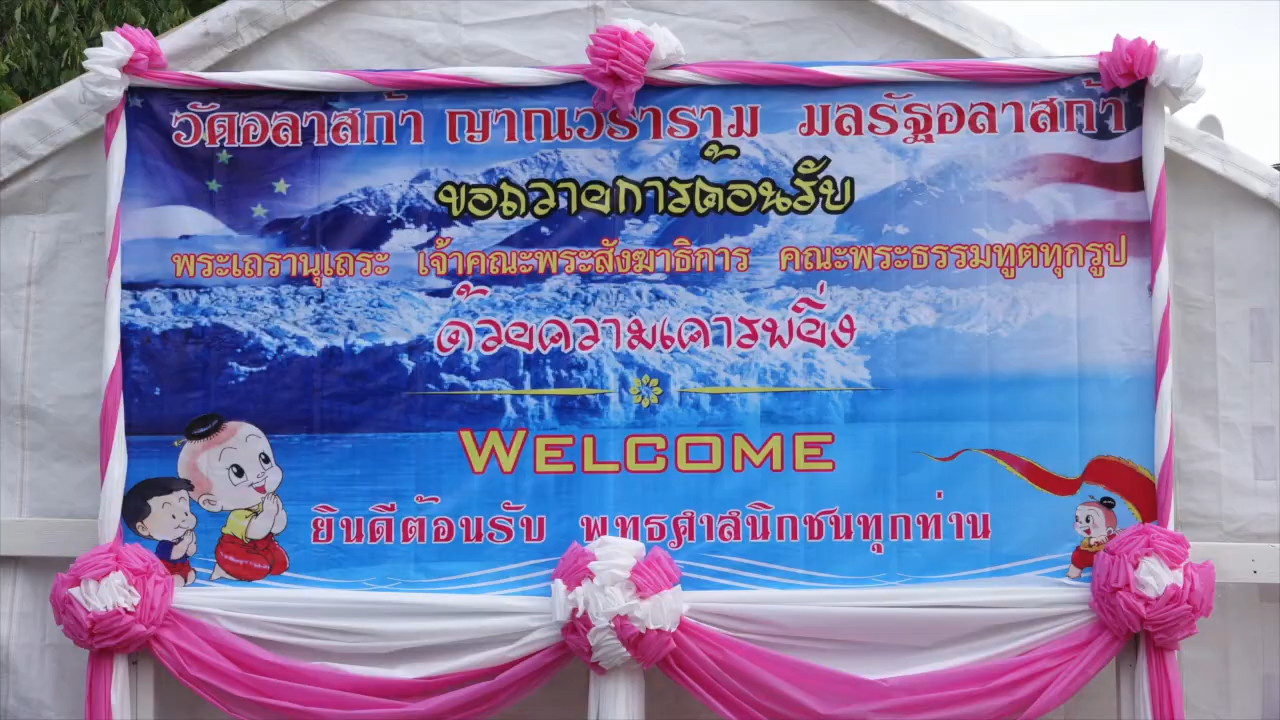 วัดอลาสก้า ญาณวราราม มลรัฐอลาสก้า
ขอถวายการต้อนรับ
พระเถรานุเถระ เจ้าคณะพระสังฆาธิการ คณะพระธรรมทูตทุกรูป
ด้วยความเคารพยิ่ง
WELCOME
ยินดีต้อนรับ พุทธศาสนิกชนทุกท่าน